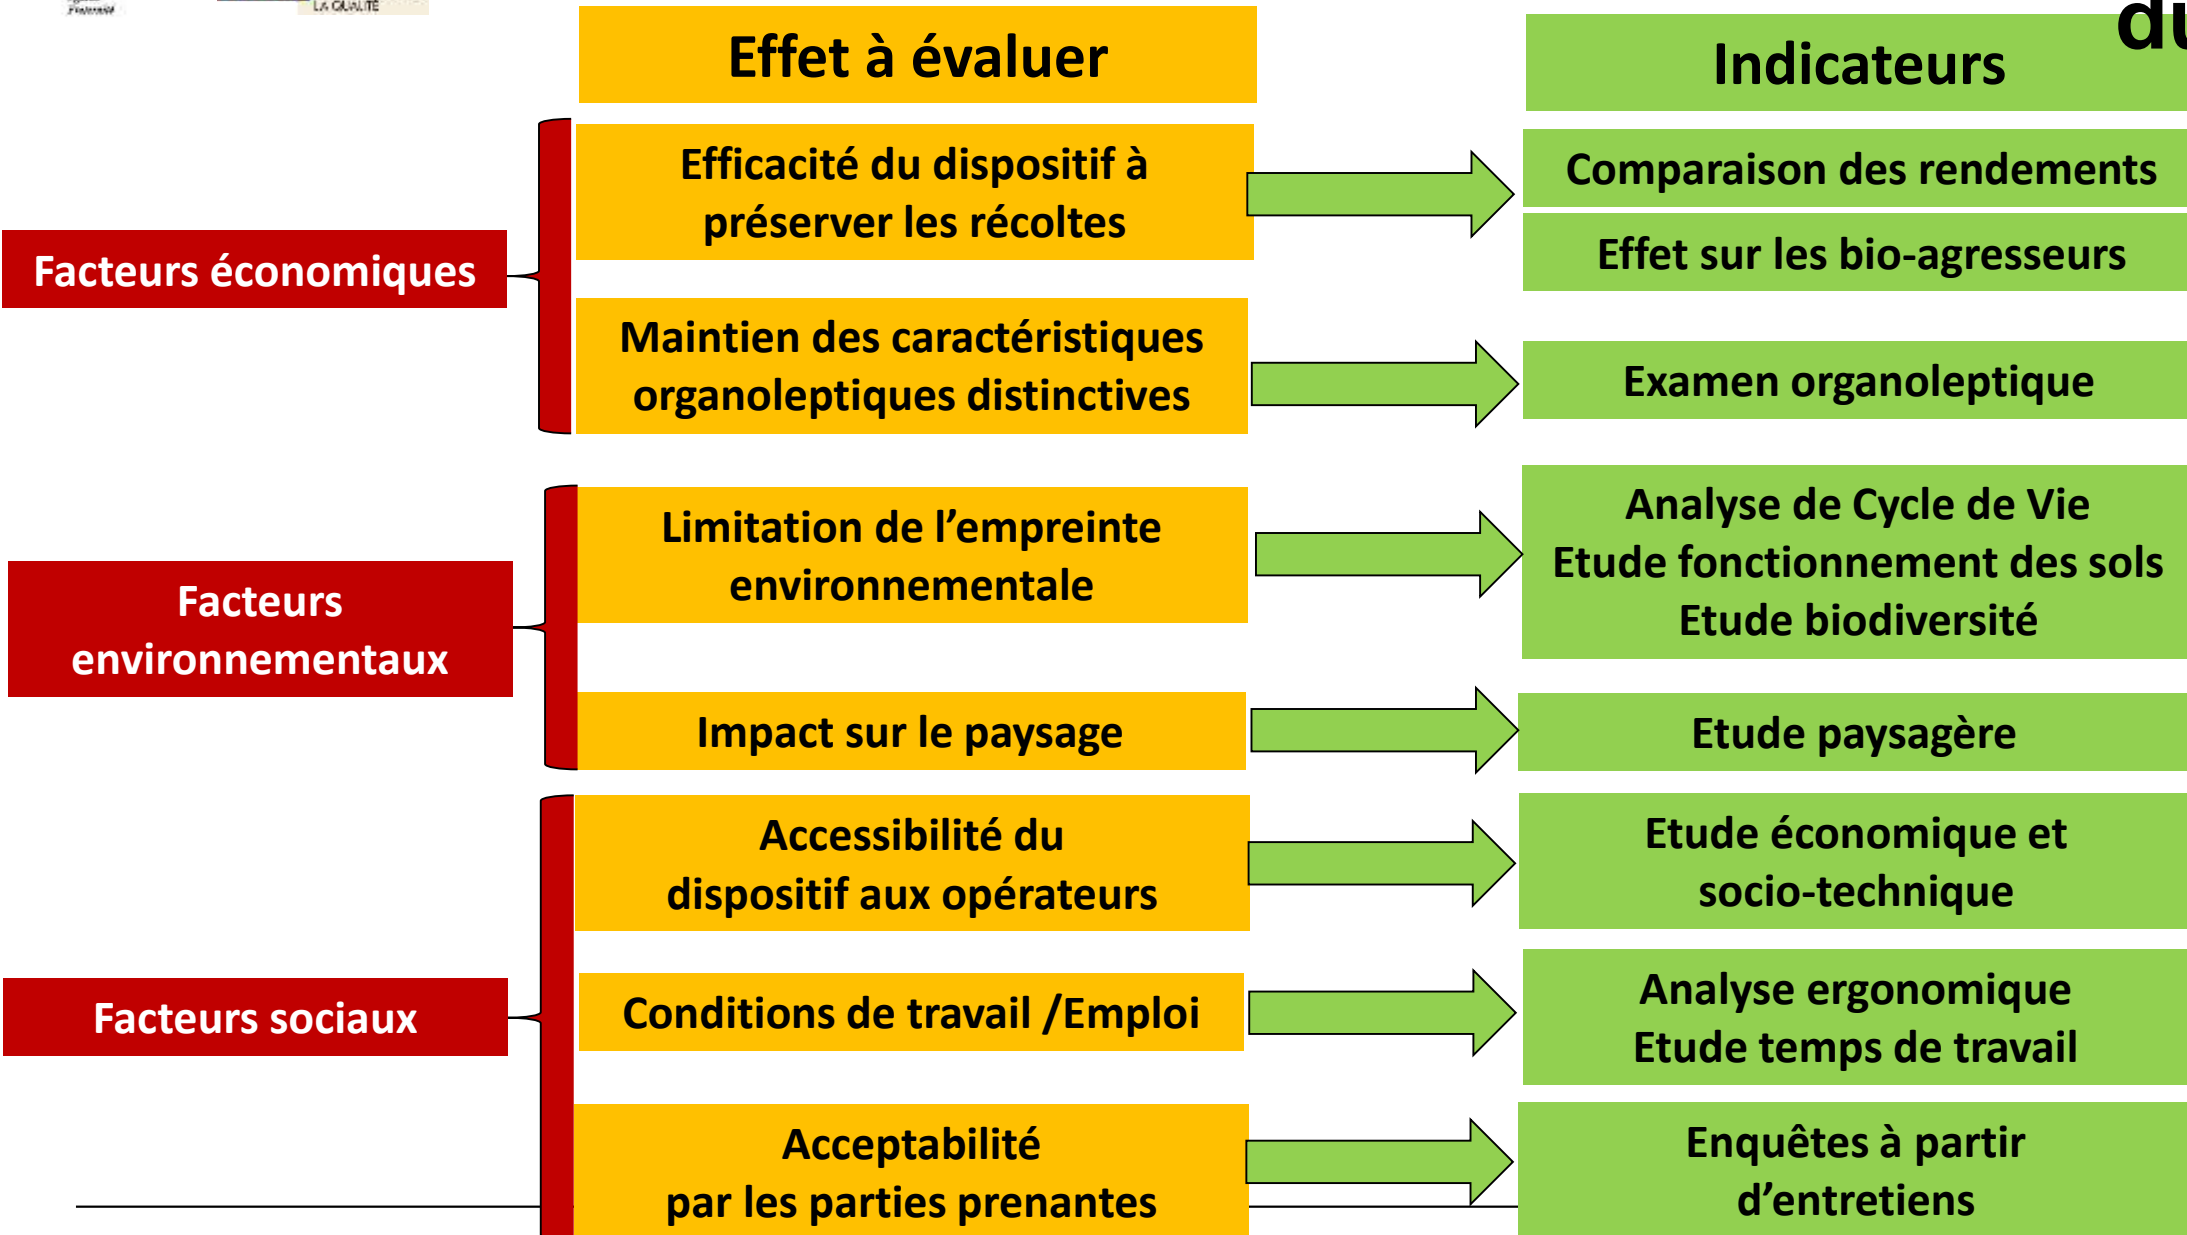 Fraternité
LA QUALITÉ
du
Effet à évaluer
Indicateurs
Facteurs économiques
Efficacité du dispositif à
préserver les récoltes
Comparaison des rendements
Effet sur les bio-agresseurs
Maintien des caractéristiques
organoleptiques distinctives
Examen organoleptique
Facteurs
environnementaux
Limitation de l’empreinte
environnementale
Analyse de Cycle de Vie
Etude fonctionnement des sols
Etude biodiversité
Impact sur le paysage
Etude paysagère
Facteurs sociaux
Accessibilité du
dispositif aux opérateurs
Etude économique et
socio-technique
Conditions de travail /Emploi
Analyse ergonomique
Etude temps de travail
Acceptabilité
par les parties prenantes
Enquêtes à partir
d’entretiens